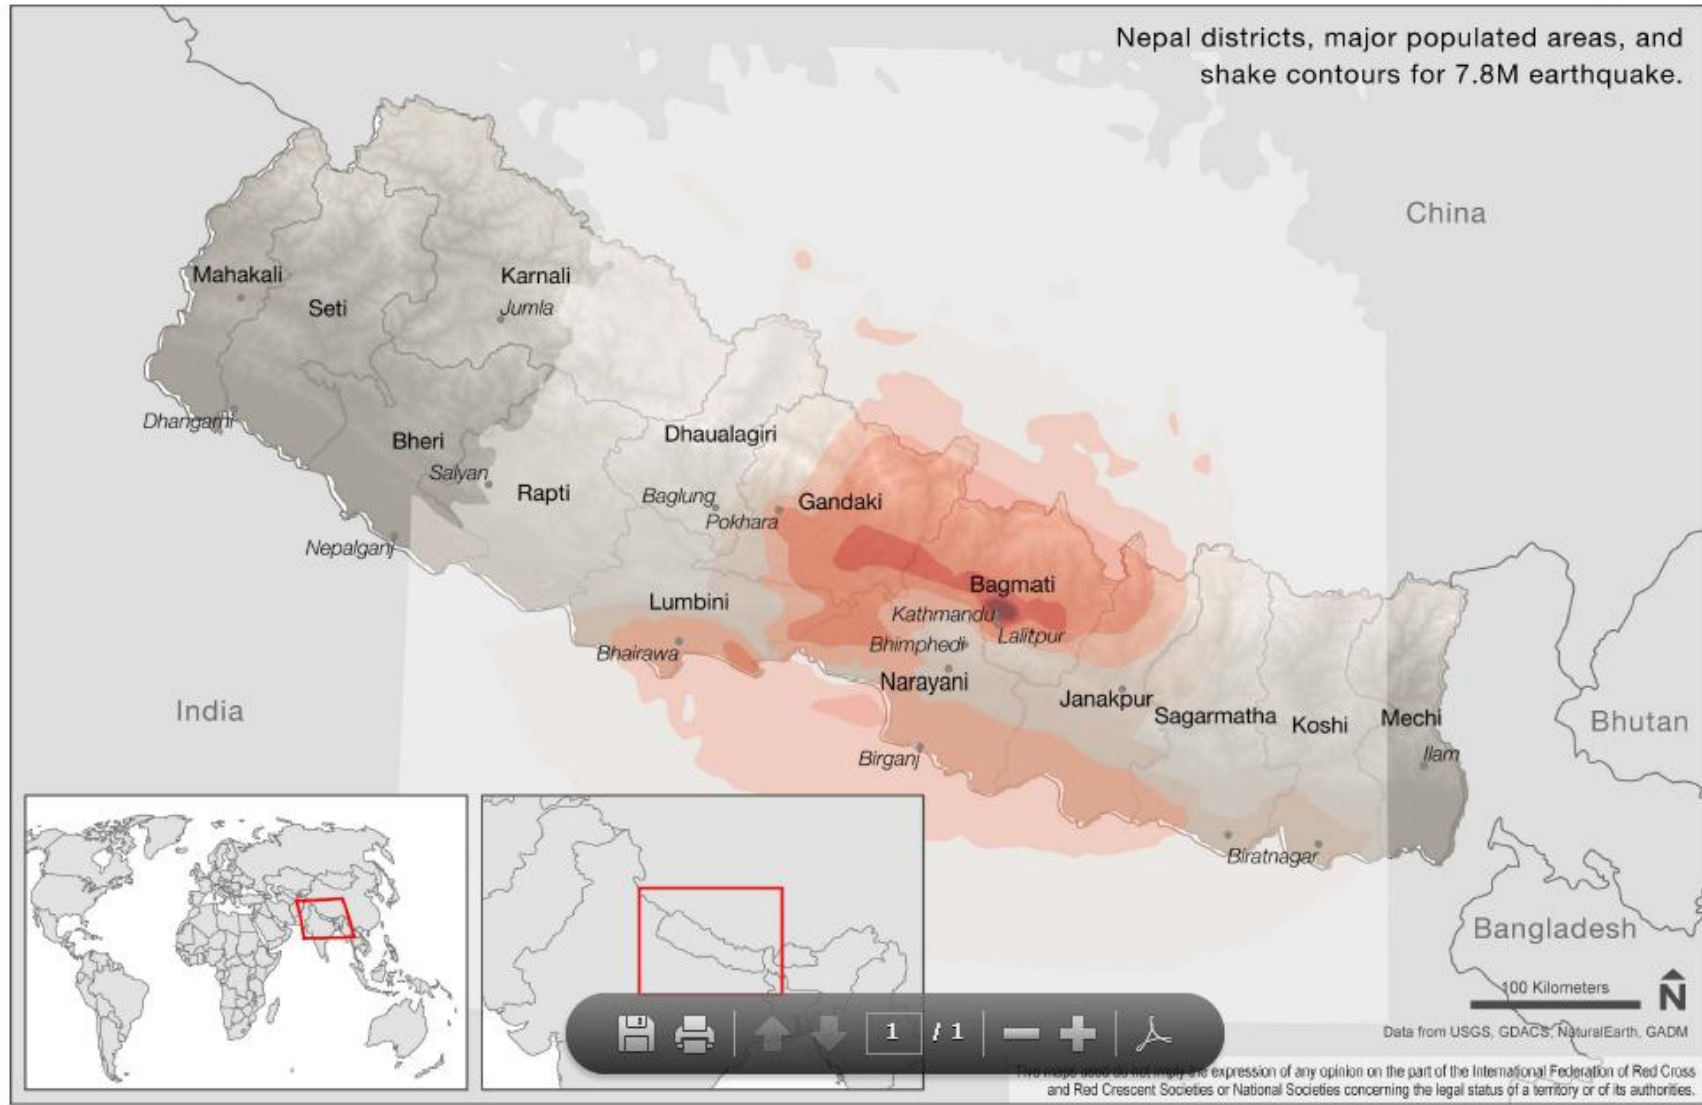 Nepal districts, major populated areas, and
shake contours for 7.8M earthquake.
China
Mahakali
Karnali
Seti
Jumla
Dhangarhi
Bheri
Dhaualagiri
Salyan
Rapti
Baglung
Gandaki
Pokhara
Nepalganj
Bagmati
Lumbini
Kathmandu
Lalitpur
Bhimphedi
Bhairawa
Narayani
Janakpur
Sagarmatha
Koshi
Mechi
India
Bhutan
Birganj
Ilam
Biratnagar
Bangladesh
100 Kilometers
N
1 / 1
Data from USGS, GDACS, NaturalEarth, GADM
expression of any opinion on the part of the International Federation of Red Cross
and Red Crescent Societies or National Societies concerning the legal status of a territory or of its authorities.